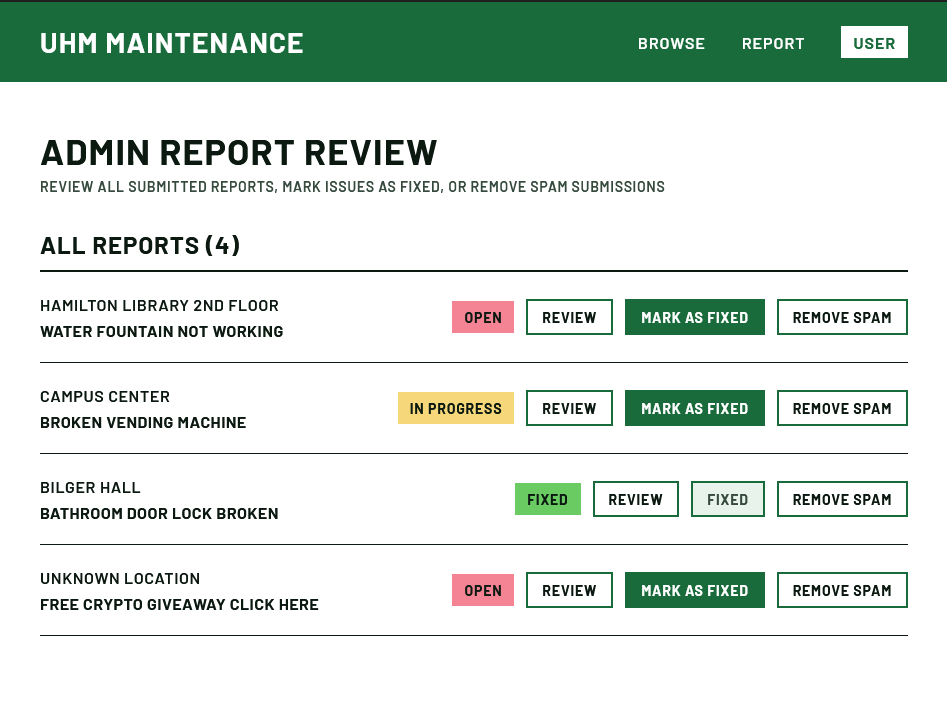 UHM MAINTENANCE BROWSE REPORT USER
ADMIN REPORT REVIEW
REVIEW ALL SUBMITTED REPORTS, MARK ISSUES AS FIXED, OR REMOVE SPAM SUBMISSIONS
ALL REPORTS (4)
HAMILTON LIBRARY 2ND FLOOR
WATER FOUNTAIN NOT WORKING
OPEN REVIEW MARK AS FIXED REMOVE SPAM
CAMPUS CENTER
BROKEN VENDING MACHINE
IN PROGRESS REVIEW MARK AS FIXED REMOVE SPAM
BILGER HALL
BATHROOM DOOR LOCK BROKEN
FIXED REVIEW FIXED REMOVE SPAM
UNKNOWN LOCATION
FREE CRYPTO GIVEAWAY CLICK HERE
OPEN REVIEW MARK AS FIXED REMOVE SPAM